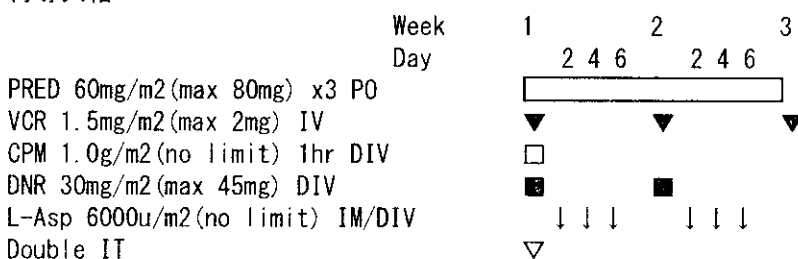 Week 1 2 3
Day 2 4 6 2 4 6
PRED 60mg/m2(max 80mg) x3 PO
VCR 1.5mg/m2(max 2mg) IV
CPM 1.0g/m2(no limit) 1hr DIV
DNR 30mg/m2(max 45mg) DIV
L-Asp 6000u/m2(no limit) IM/DIV ↓ ↓ ↓ ↓ ↓ ↓
Double IT